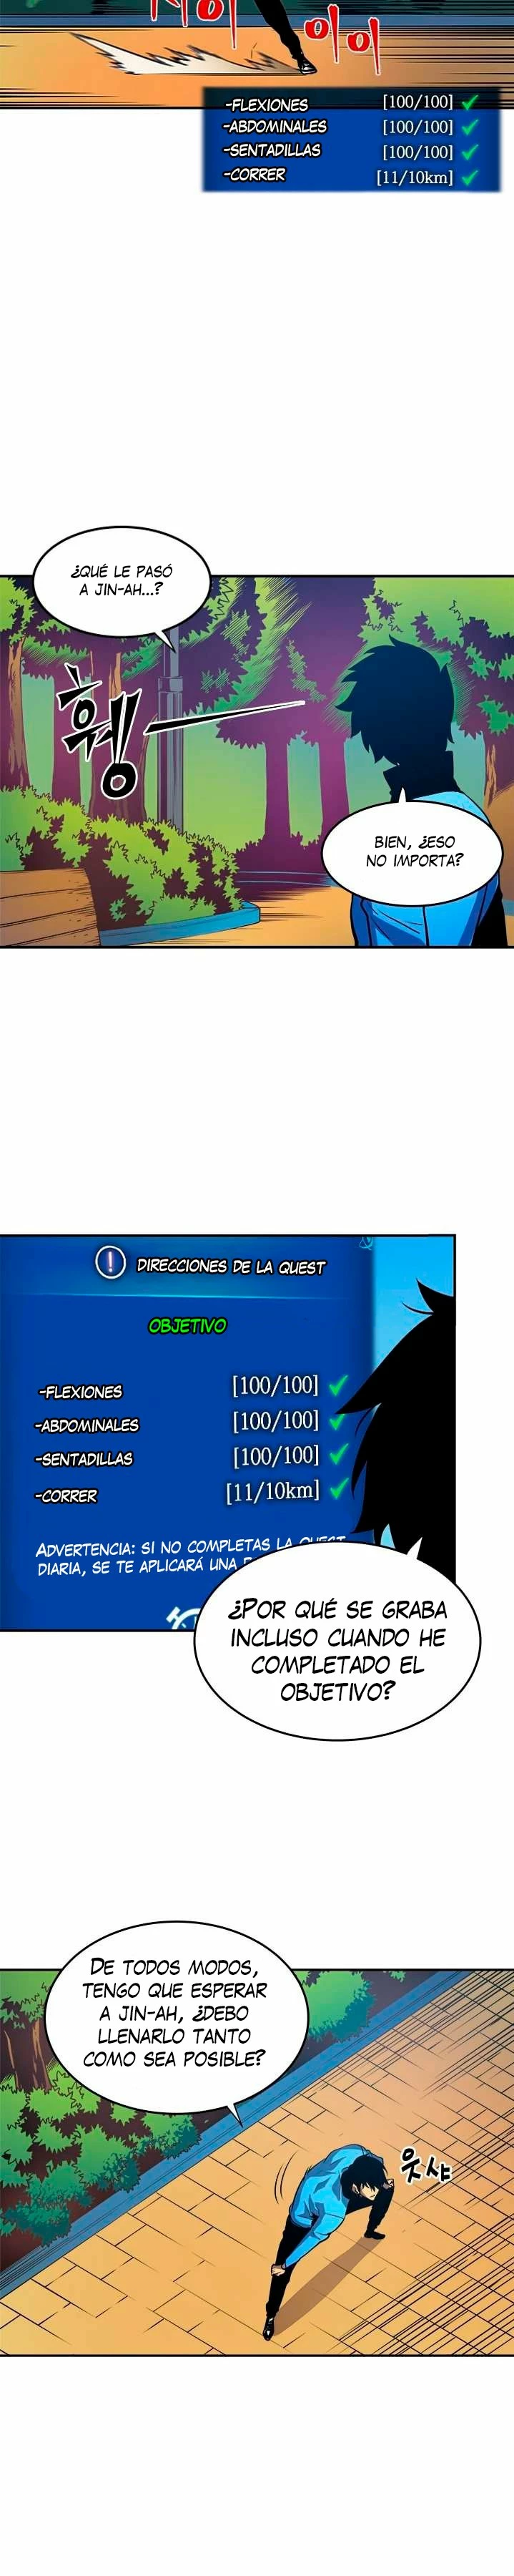 이이
-FLEXIONES [100/100] ✓
-ABDOMINALES [100/100] ✓
-SENTADILLAS [100/100] ✓
-CORRER [11/10km] ✓
¿QUÉ LE PASÓ
A JIN-AH...?
휑
BIEN, ¿ESO
NO IMPORTA?
! DIRECCIONES DE LA QUEST
OBJETIVO
-FLEXIONES [100/100] ✓
-ABDOMINALES [100/100] ✓
-SENTADILLAS [100/100] ✓
-CORRER [11/10km] ✓
ADVERTENCIA: SI NO COMPLETAS LA QUEST
DIARIA, SE TE APLICARÁ UNA
¿POR QUÉ SE GRABA
INCLUSO CUANDO HE
COMPLETADO EL
OBJETIVO?
DE TODOS MODOS,
TENGO QUE ESPERAR
A JIN-AH, ¿DEBO
LLENARLO TANTO
COMO SEA POSIBLE?
읏샤